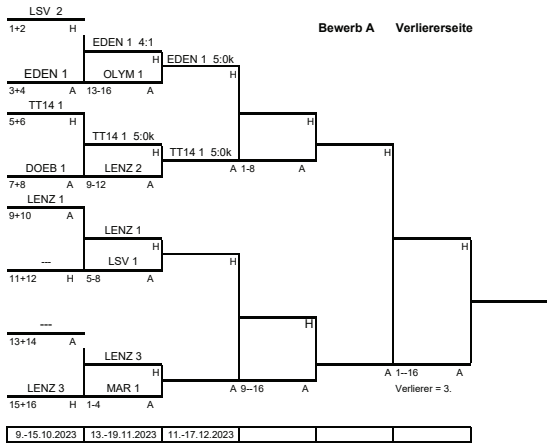 LSV 2
1+2 H
Bewerb A Verliererseite
EDEN 1 4:1
H EDEN 1 5:0k
EDEN 1 OLYM 1 H
3+4 A 13-16 A
TT14 1
5+6 H H
TT14 1 5:0k
H TT14 1 5:0k H
DOEB 1 LENZ 2 A 1-8 A
7+8 A 9-12 A
LENZ 1
9+10 A
LENZ 1
H H
--- LSV 1 H
11+12 H 5-8 A
---
13+14 A H
LENZ 3
H A 1--16 A
LENZ 3 MAR 1 A 9--16 A Verlierer = 3.
15+16 H 1-4 A
9.-15.10.2023 13.-19.11.2023 11.-17.12.2023